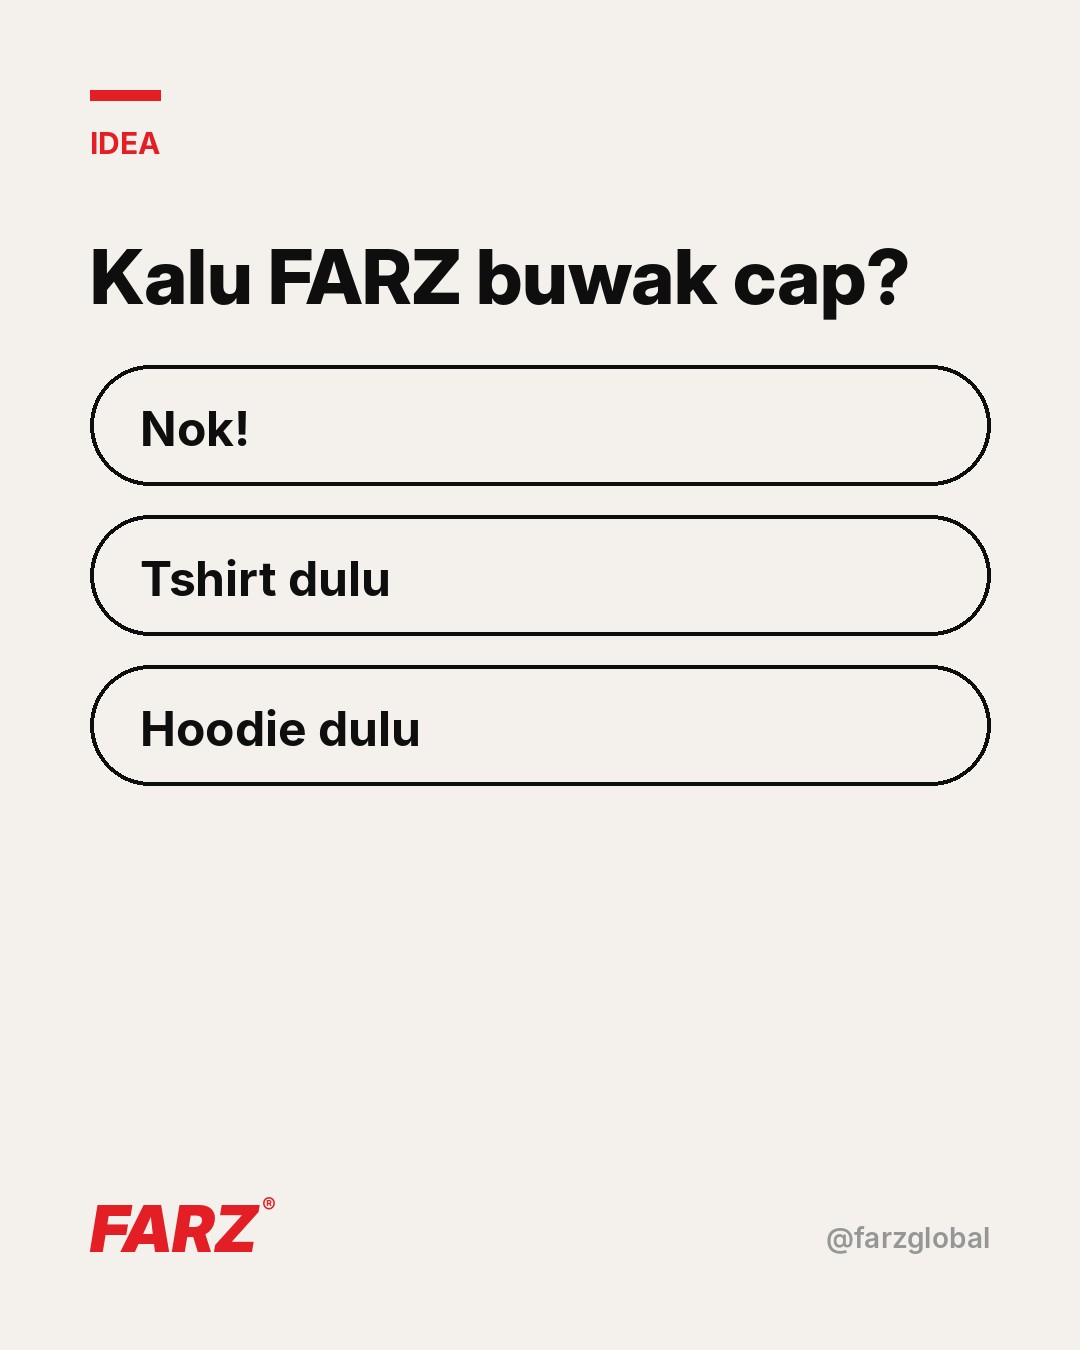 IDEA
Kalu FARZ buwak cap?
Nok!
Tshirt dulu
Hoodie dulu
FARZ®
@farzglobal